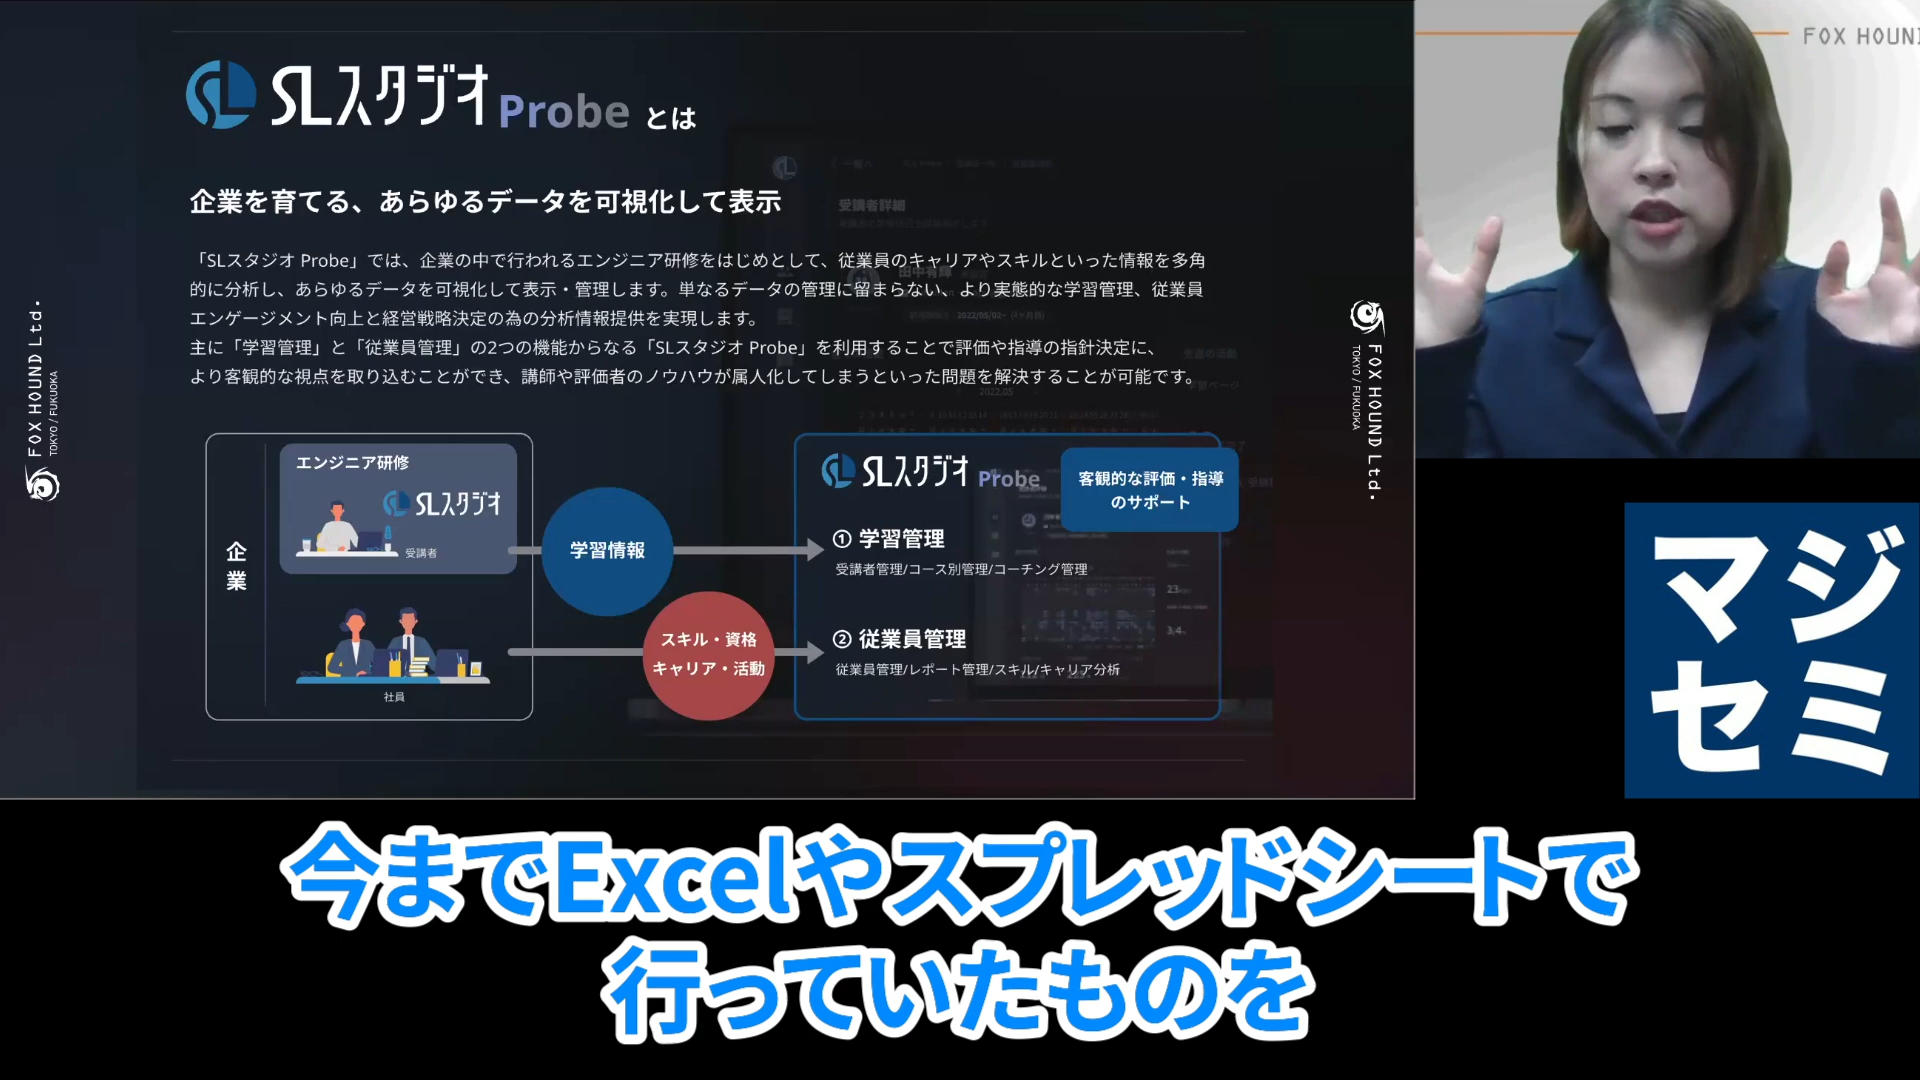 SLスタジオ Probe とは
企業を育てる、あらゆるデータを可視化して表示
「SLスタジオ Probe」では、企業の中で行われるエンジニア研修をはじめとして、従業員のキャリアやスキルといった情報を多角
的に分析し、あらゆるデータを可視化して表示・管理します。単なるデータの管理に留まらない、より実態的な学習管理、従業員
エンゲージメント向上と経営戦略決定の為の分析情報提供を実現します。
主に「学習管理」と「従業員管理」の2つの機能からなる「SLスタジオ Probe」を利用することで評価や指導の指針決定に、
より客観的な視点を取り込むことができ、講師や評価者のノウハウが属人化してしまうといった問題を解決することが可能です。
企業
エンジニア研修
SLスタジオ
受講者
社員
学習情報
スキル・資格
キャリア・活動
SLスタジオ Probe
客観的な評価・指導
のサポート
① 学習管理
受講者管理/コース別管理/コーチング管理
② 従業員管理
従業員管理/レポート管理/スキル/キャリア分析
受講者詳細
田中有輝
2022/05/02~
2022.05
FOX HOUND Ltd.
TOKYO / FUKUOKA
FOX HOUND Ltd.
TOKYO / FUKUOKA
FOX HOUN
マジ
セミ
今までExcelやスプレッドシートで
行っていたものを